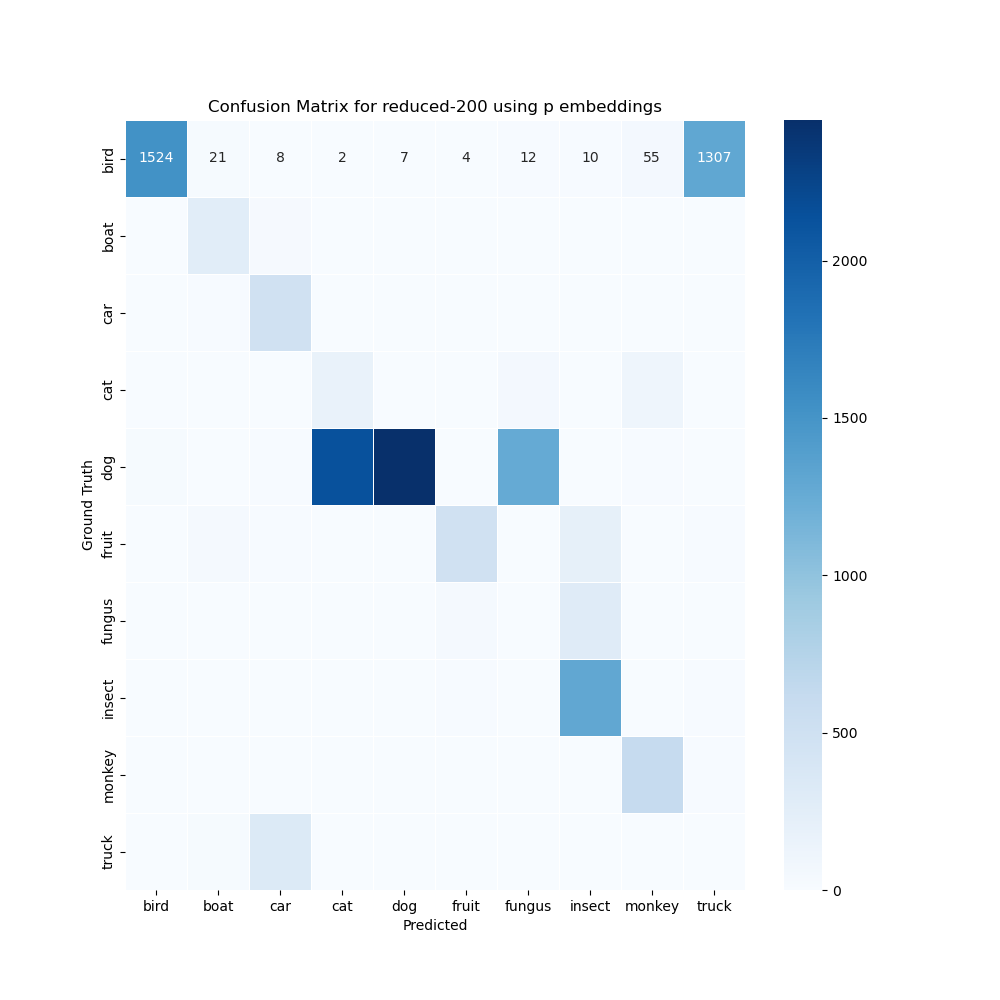 Confusion Matrix for reduced-200 using p embeddings
bird 1524 21 8 2 7 4 12 10 55 1307
boat
car
cat
dog
fruit
fungus
insect
monkey
truck
Ground Truth
bird boat car cat dog fruit fungus insect monkey truck
Predicted
2000
1500
1000
500
0